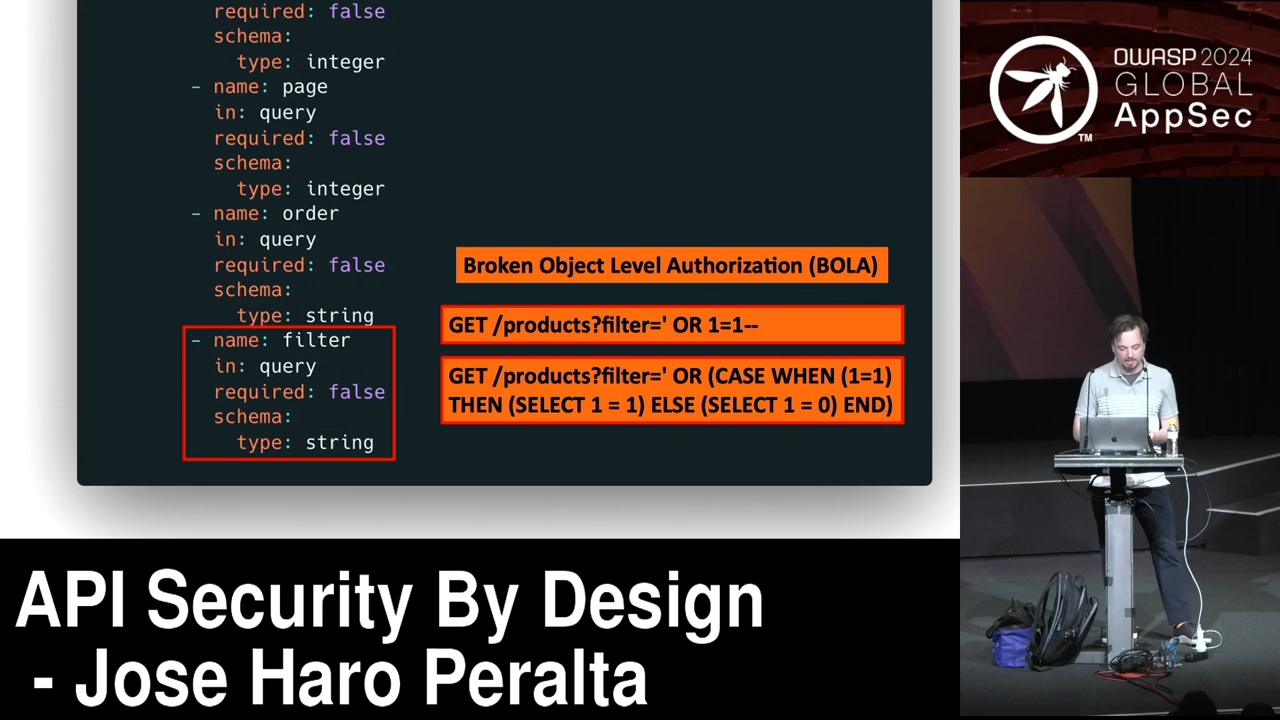 required: false
schema:
type: integer
- name: page
in: query
required: false
schema:
type: integer
- name: order
in: query
required: false
schema:
type: string
- name: filter
in: query
required: false
schema:
type: string
Broken Object Level Authorization (BOLA)
GET /products?filter=' OR 1=1--
GET /products?filter=' OR (CASE WHEN (1=1)
THEN (SELECT 1 = 1) ELSE (SELECT 1 = 0) END)
OWASP 2024
GLOBAL
AppSec
TM
API Security By Design
- Jose Haro Peralta